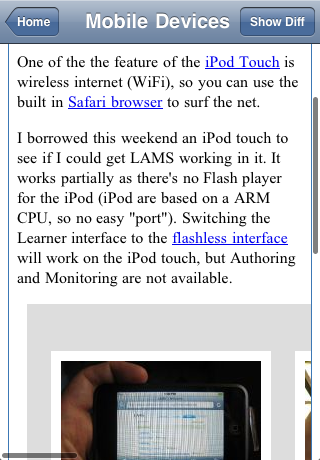 Home
Mobile Devices
Show Diff
One of the the feature of the iPod Touch is
wireless internet (WiFi), so you can use the
built in Safari browser to surf the net.
I borrowed this weekend an iPod touch to
see if I could get LAMS working in it. It
works partially as there's no Flash player
for the iPod (iPod are based on a ARM
CPU, so no easy "port"). Switching the
Learner interface to the flashless interface
will work on the iPod touch, but Authoring
and Monitoring are not available.